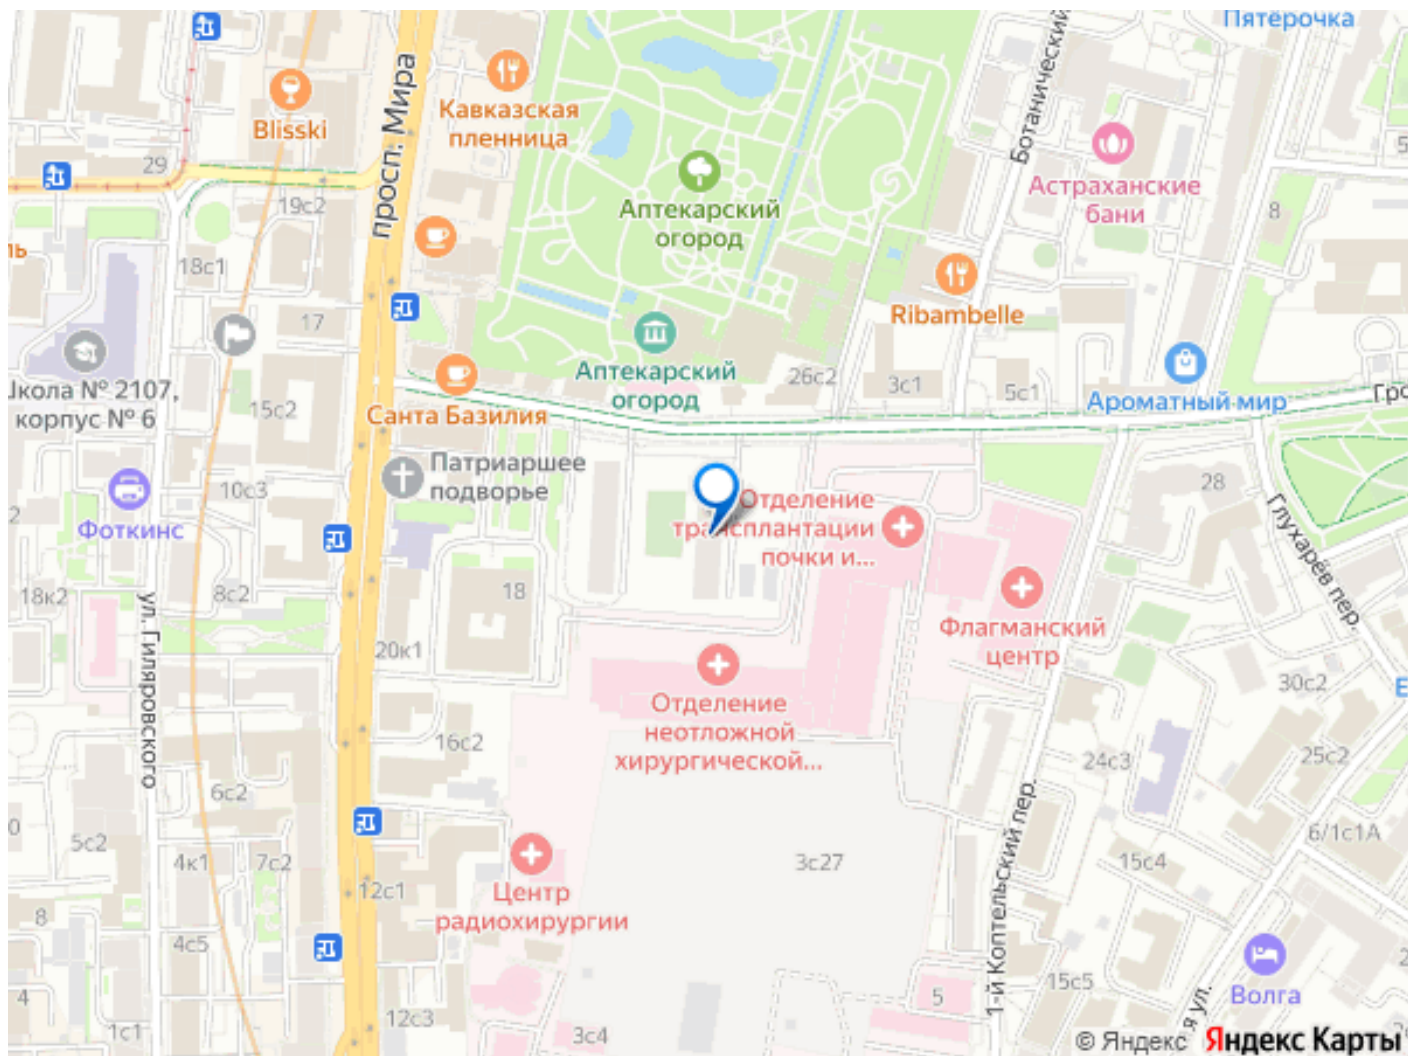 Пятёрочка
Blisski
просп. Мира
Кавказская
пленница
Ботанический
29
Аптекарский
огород
Астраханские
бани
19с2
8
18с1
17
Ribambelle
Школа № 2107,
корпус № 6
15с2
Санта Базилия
Аптекарский
огород
26с2
3с1
5с1
Ароматный мир
Гро
Патриаршее
подворье
10с3
Фоткинс
Отделение
трансплантации
почки и...
28
Глухарёв пер.
18к2
8с2
18
ул. Гиляровского
20к1
Флагманский
центр
Отделение
неотложной
хирургической...
30с2
16с2
24с3
25с2
6с2
5с2
4к1
7с2
12с1
3с27
15с4
6/1с1А
1-й Коптельский пер.
Центр
радиохирургии
8
4с5
4
1с1
12с3
3с4
5
15с5
я ул.
Волга
© Яндекс Яндекс Карты